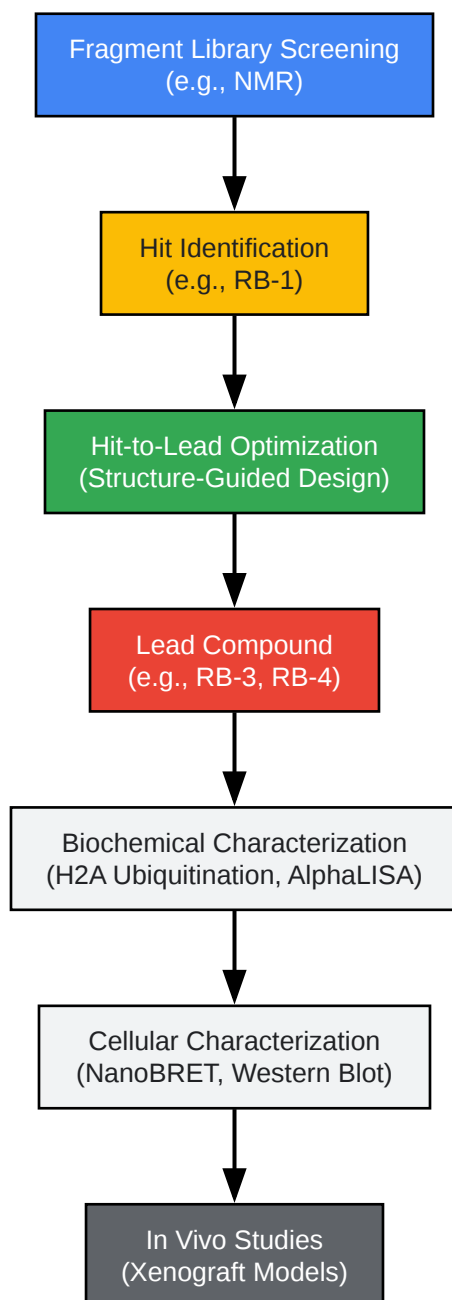 Fragment Library Screening
(e.g., NMR)
Hit Identification
(e.g., RB-1)
Hit-to-Lead Optimization
(Structure-Guided Design)
Lead Compound
(e.g., RB-3, RB-4)
Biochemical Characterization
(H2A Ubiquitination, AlphaLISA)
Cellular Characterization
(NanoBRET, Western Blot)
In Vivo Studies
(Xenograft Models)